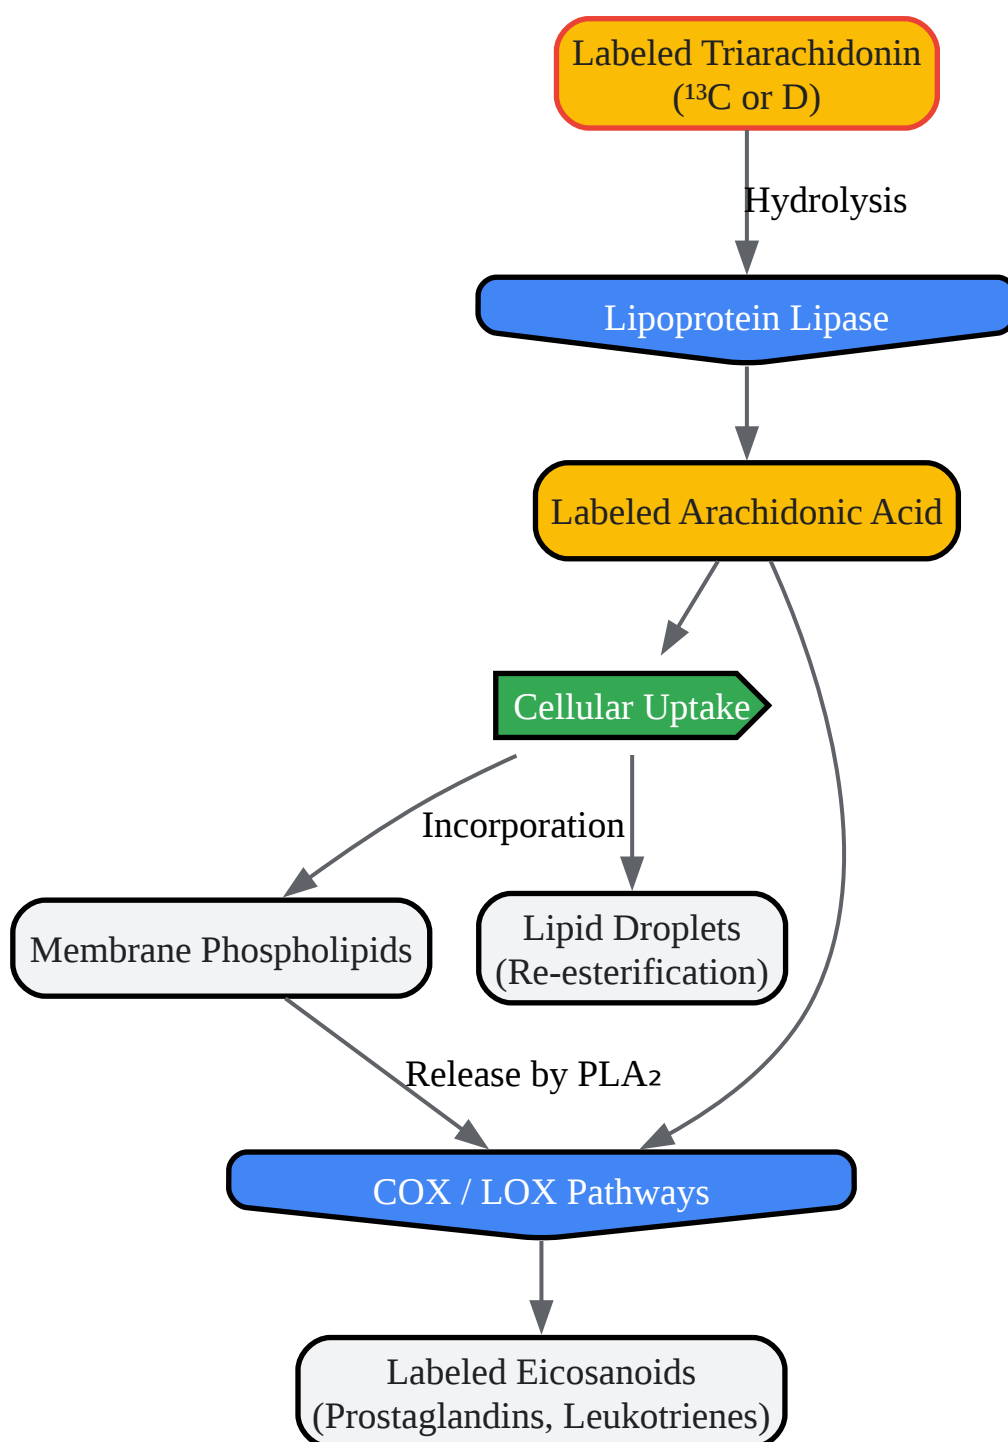 Labeled Triarachidonin
(¹³C or D)
Hydrolysis
Lipoprotein Lipase
Labeled Arachidonic Acid
Cellular Uptake
Incorporation
Membrane Phospholipids
Lipid Droplets
(Re-esterification)
Release by PLA₂
COX / LOX Pathways
Labeled Eicosanoids
(Prostaglandins, Leukotrienes)